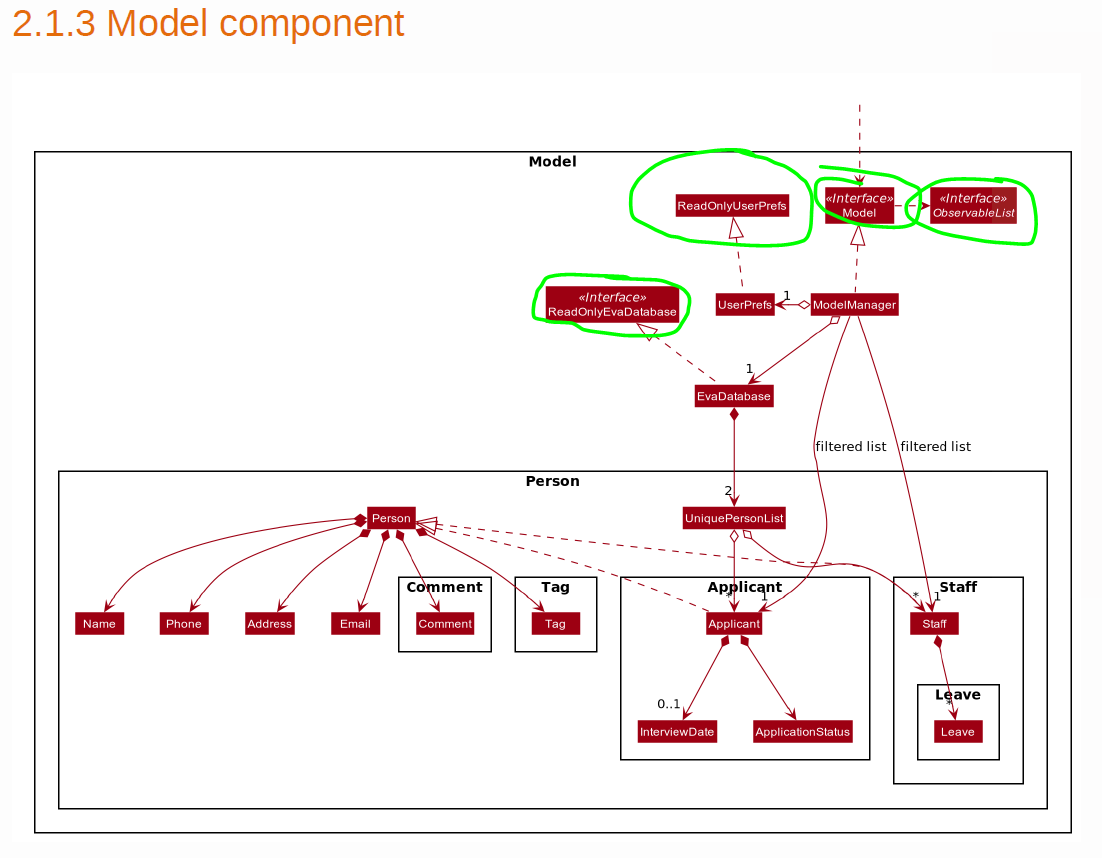 2.1.3 Model component
Model
«Interface»
Model
«Interface»
ObservableList
ReadOnlyUserPrefs
«Interface»
ReadOnlyEvaDatabase
UserPrefs
1
ModelManager
1
EvaDatabase
filtered list
filtered list
Person
2
Person
UniquePersonList
Comment
Tag
Applicant
Staff
*
1
*
1
Name
Phone
Address
Email
Comment
Tag
Applicant
Staff
Leave
0..1
*
InterviewDate
ApplicationStatus
Leave